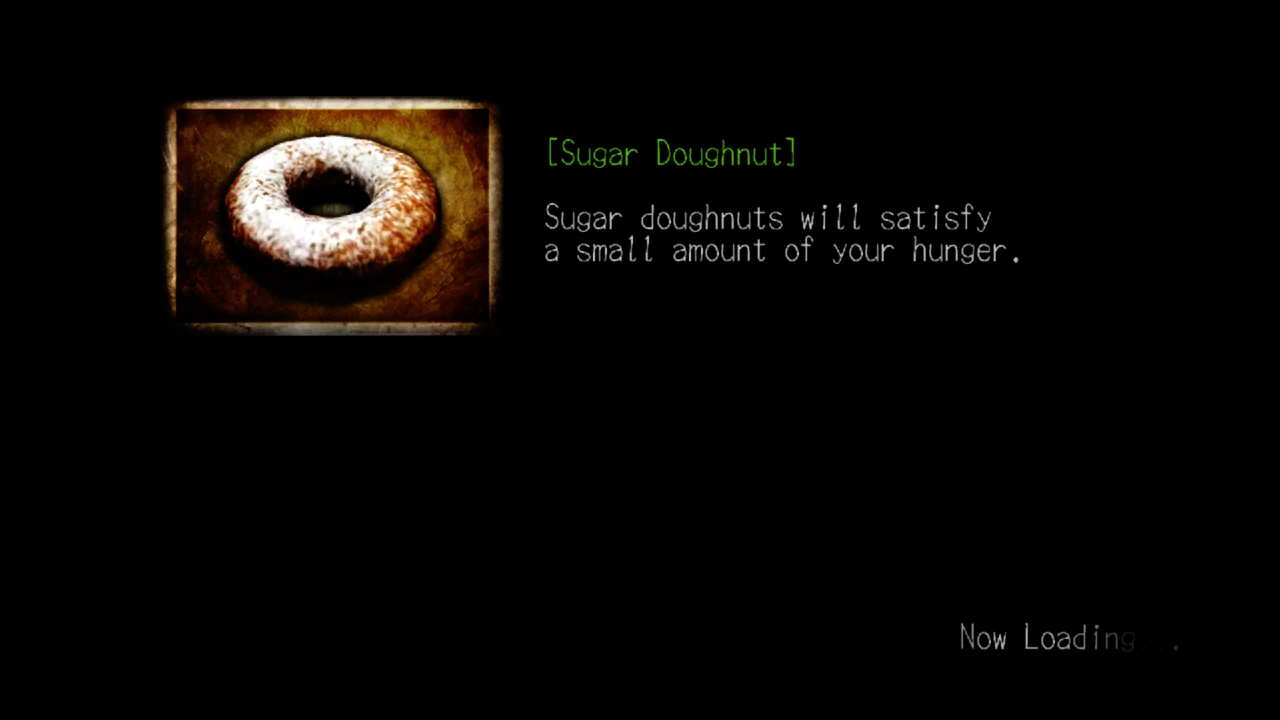 [Sugar Doughnut]
Sugar doughnuts will satisfy
a small amount of your hunger.
Now Loading...